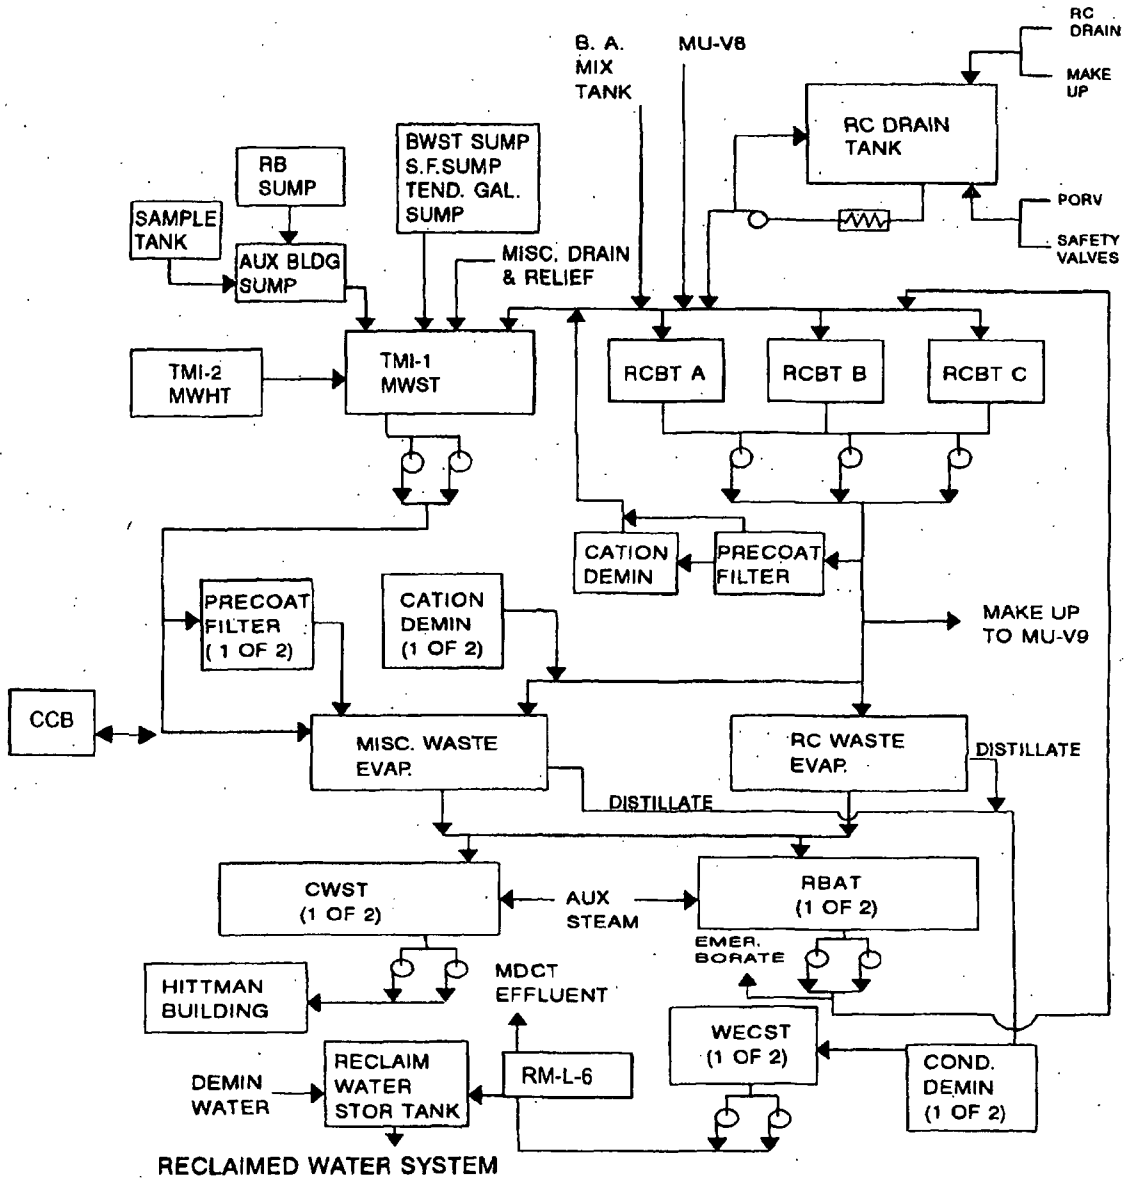 RC
DRAIN
MAKE
UP
B. A.
MIX
TANK
MU-V8
RC DRAIN
TANK
PORV
SAFETY
VALVES
BWST SUMP
S.F.SUMP
TEND. GAL.
SUMP
RB
SUMP
SAMPLE
TANK
AUX BLDG
SUMP
MISC. DRAIN
& RELIEF
TMI-2
MWHT
TMI-1
MWST
RCBT A
RCBT B
RCBT C
CATION
DEMIN
PRECOAT
FILTER
PRECOAT
FILTER
( 1 OF 2)
CATION
DEMIN
(1 OF 2)
MAKE UP
TO MU-V9
CCB
MISC. WASTE
EVAP.
RC WASTE
EVAP.
DISTILLATE
DISTILLATE
CWST
(1 OF 2)
AUX
STEAM
RBAT
(1 OF 2)
EMER.
BORATE
HITTMAN
BUILDING
MDCT
EFFLUENT
WECST
(1 OF 2)
COND.
DEMIN
(1 OF 2)
DEMIN
WATER
RECLAIM
WATER
STOR TANK
RM-L-6
RECLAIMED WATER SYSTEM